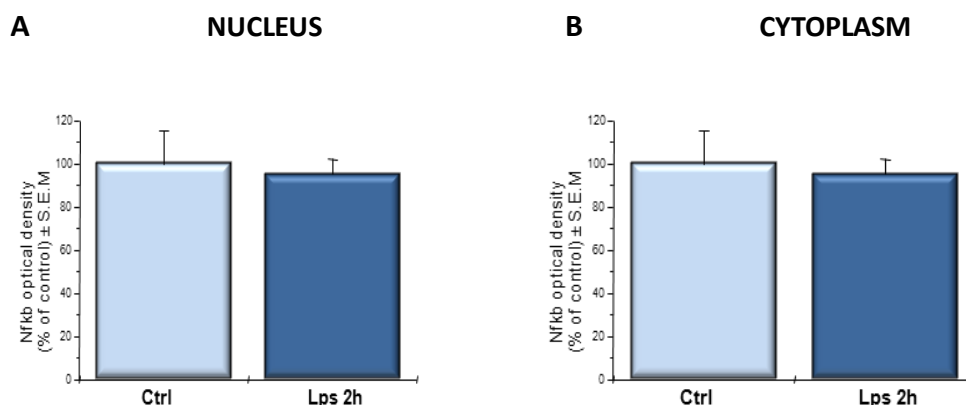 A
NUCLEUS
120
100
80
60
40
20
0
Nfkb optical density
(% of control) ± S.E.M
Ctrl
Lps 2h
B
CYTOPLASM
120
100
80
60
40
20
0
Nfkb optical density
(% of control) ± S.E.M
Ctrl
Lps 2h